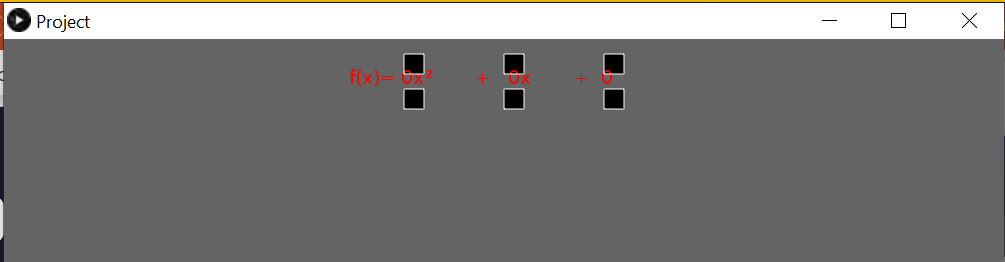 Project
f(x)= 0x² + 0x + 0